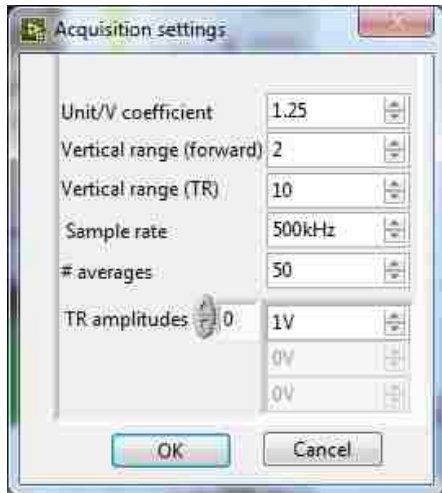 Acquisition settings
Unit/V coefficient 1.25
Vertical range (forward) 2
Vertical range (TR) 10
Sample rate 500kHz
# averages 50
TR amplitudes 0 1V
0V
0V
OK Cancel